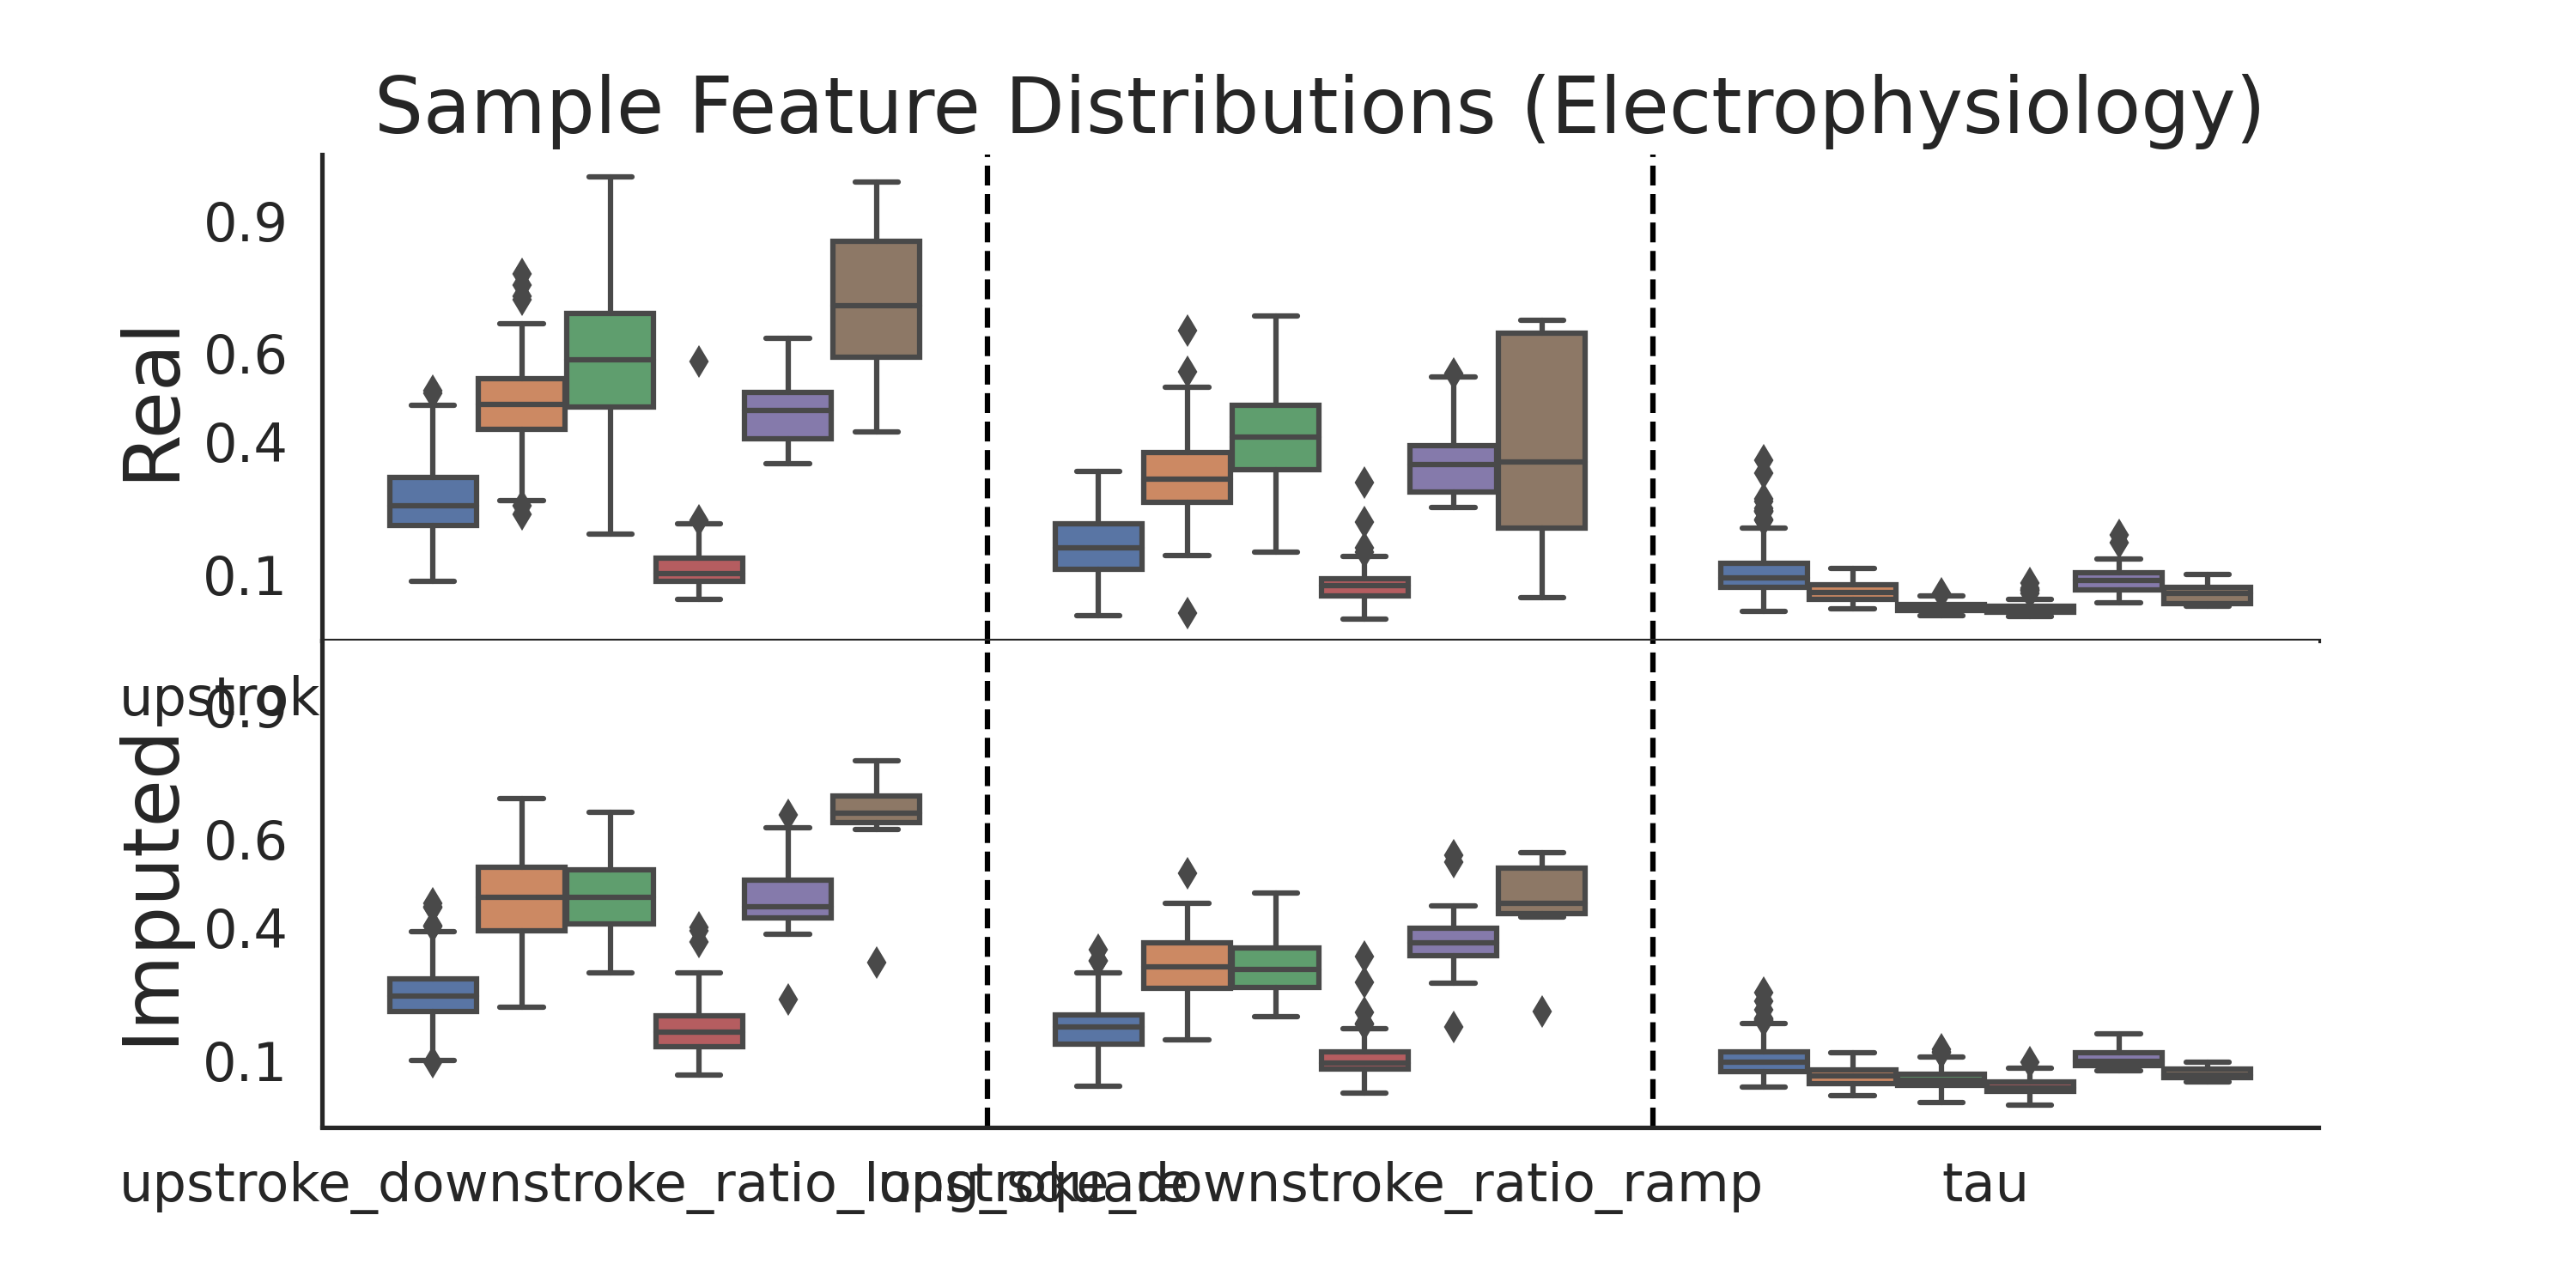 Sample Feature Distributions (Electrophysiology)
Real
0.9
0.6
0.4
0.1
upstrok
Imputed
0.9
0.6
0.4
0.1
upstroke_downstroke_ratio_long_square
upstroke_downstroke_ratio_ramp
tau